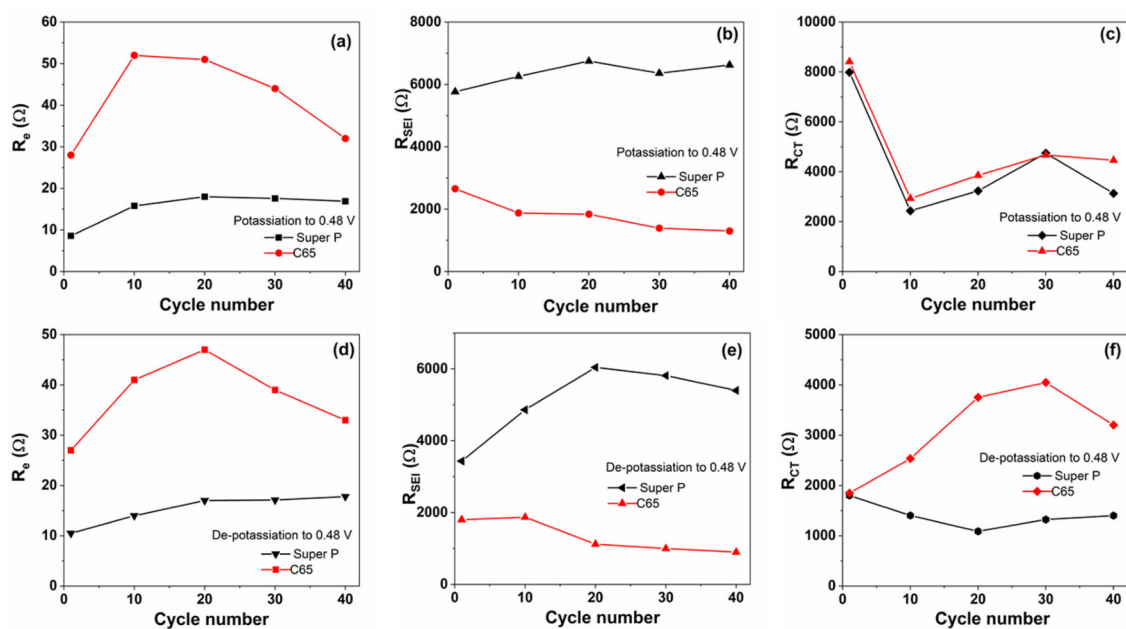 (a)
R_e (Ω)
60
50
40
30
20
10
0
Potassiation to 0.48 V
Super P
C65
0 10 20 30 40
Cycle number
(b)
R_SEI (Ω)
8000
6000
4000
2000
0
Potassiation to 0.48 V
Super P
C65
0 10 20 30 40
Cycle number
(c)
R_CT (Ω)
10000
8000
6000
4000
2000
0
Potassiation to 0.48 V
Super P
C65
0 10 20 30 40
Cycle number
(d)
R_e (Ω)
50
40
30
20
10
0
De-potassiation to 0.48 V
Super P
C65
0 10 20 30 40
Cycle number
(e)
R_SEI (Ω)
6000
4000
2000
0
De-potassiation to 0.48 V
Super P
C65
0 10 20 30 40
Cycle number
(f)
R_CT (Ω)
5000
4000
3000
2000
1000
0
De-potassiation to 0.48 V
Super P
C65
0 10 20 30 40
Cycle number